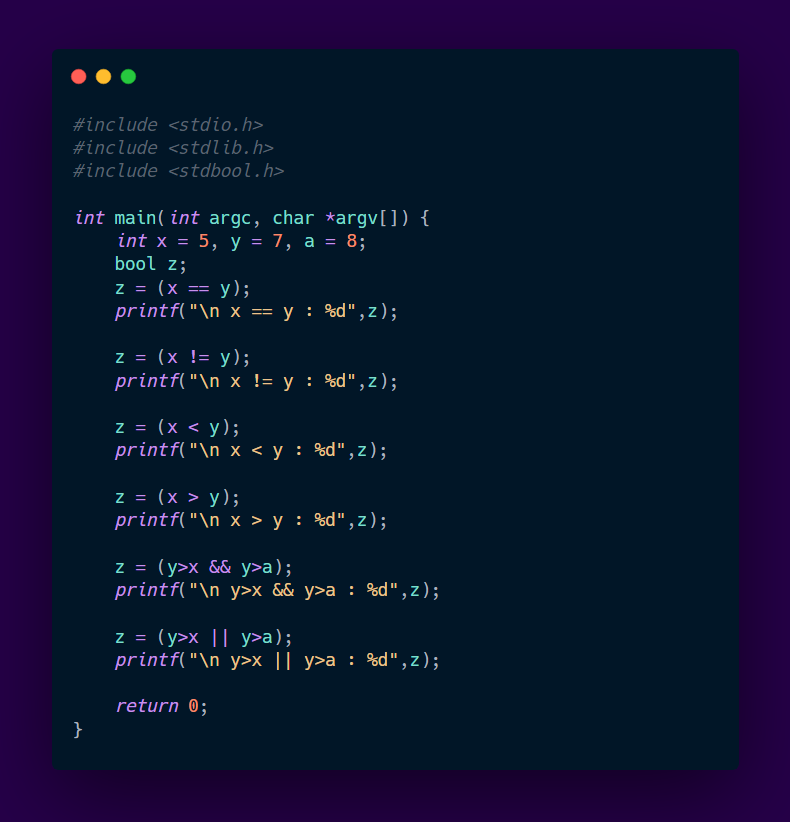 #include <stdio.h>
#include <stdlib.h>
#include <stdbool.h>
int main(int argc, char *argv[]) {
    int x = 5, y = 7, a = 8;
    bool z;
    z = (x == y);
    printf("\n x == y : %d",z);
    z = (x != y);
    printf("\n x != y : %d",z);
    z = (x < y);
    printf("\n x < y : %d",z);
    z = (x > y);
    printf("\n x > y : %d",z);
    z = (y>x && y>a);
    printf("\n y>x && y>a : %d",z);
    z = (y>x || y>a);
    printf("\n y>x || y>a : %d",z);
    return 0;
}